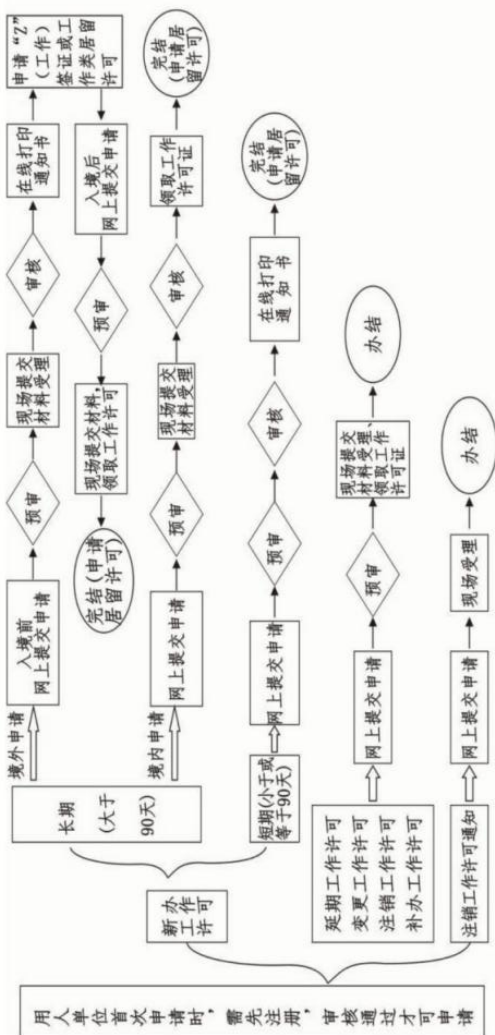 用人单位首次申请时，需先注册，审核通过才可申请
新办
工作
许可
长期
(大于
90天)
境外申请
入境前
网上提交申请
预审
现场提交
材料受理
审核
在线打印
通知书
申请“Z”
(工作)
签证或工
作类居留
许可
入境后
网上提交申请
预审
现场提交材料，
领取工作许可
完结(申请
居留许可)
境内申请
网上提交申请
预审
现场提交
材料受理
审核
领取工作
许可证
完结
(申请居
留许可)
短期(小于或
等于90天)
网上提交申请
预审
审核
在线打印
通知书
完结
(申请居
留许可)
延期工作许可
变更工作许可
注销工作许可
补办工作许可
网上提交申请
预审
现场提交
材料受理、
领取工作
许可证
办结
注销工作许可通知
网上提交申请
现场受理
办结